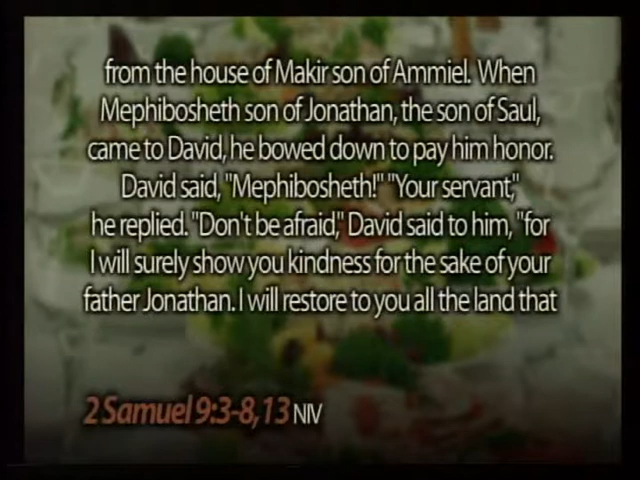 from the house of Makir son of Ammiel. When
Mephibosheth son of Jonathan, the son of Saul,
came to David, he bowed down to pay him honor.
David said, "Mephibosheth!" "Your servant,"
he replied. "Don't be afraid," David said to him, "for
I will surely show you kindness for the sake of your
father Jonathan. I will restore to you all the land that
2 Samuel 9:3-8, 13 NIV